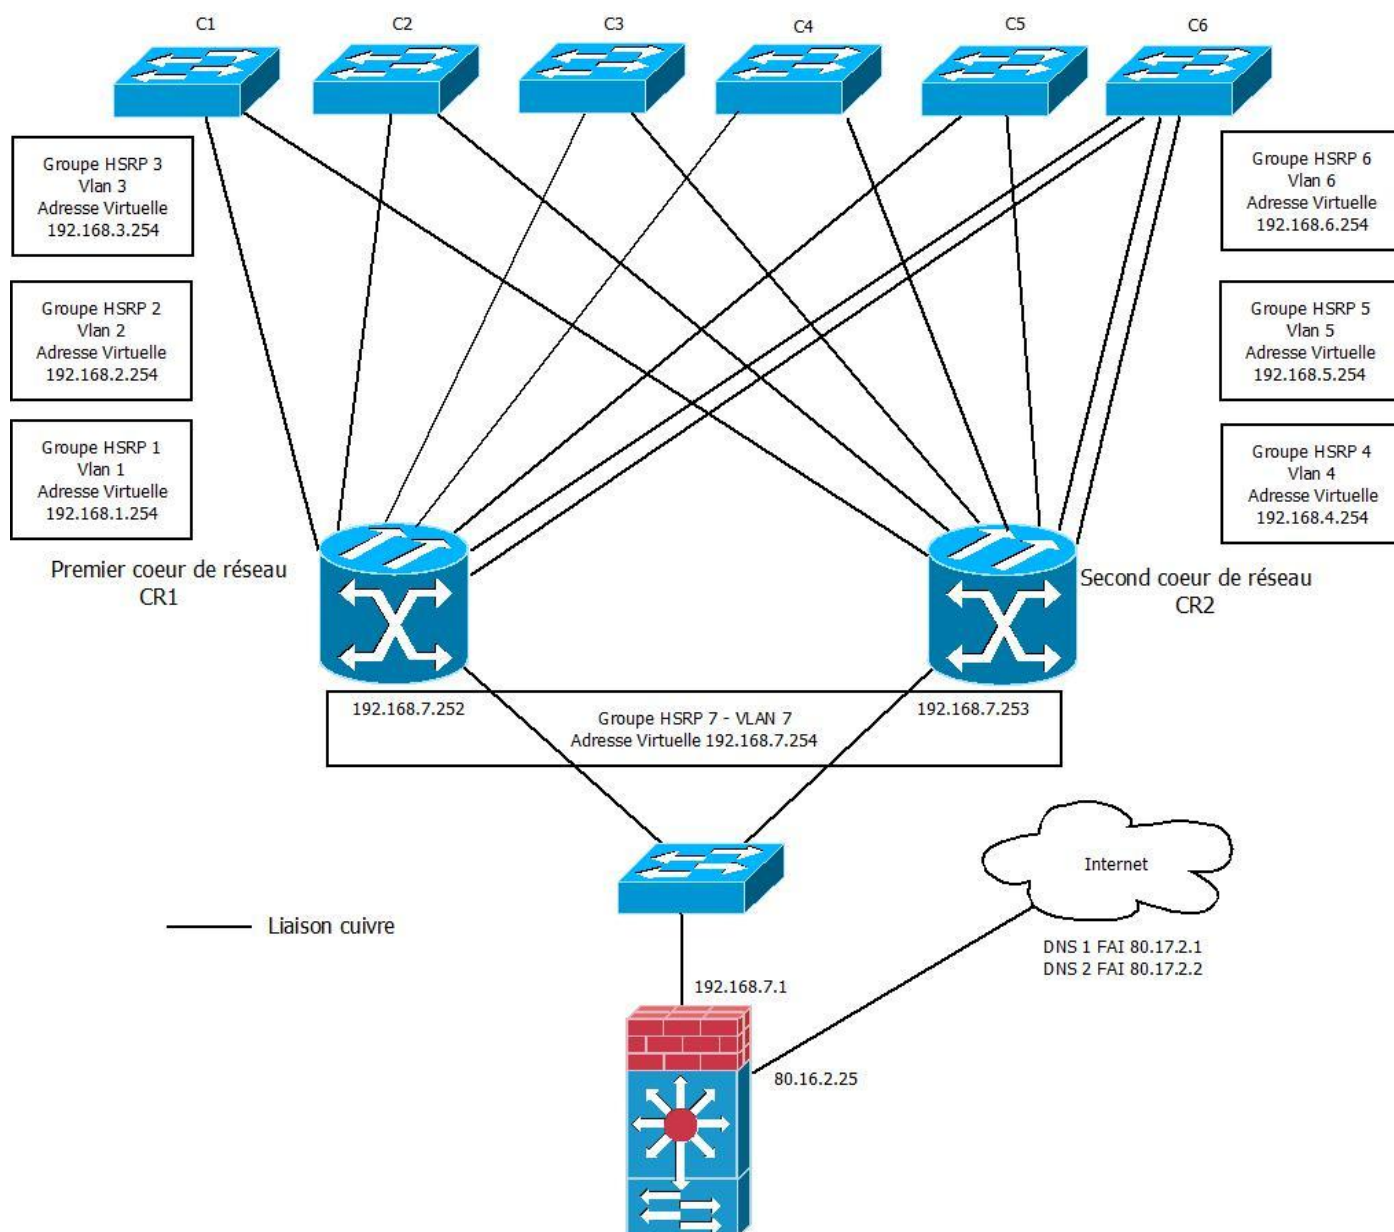 C1
C2
C3
C4
C5
C6
Groupe HSRP 3
Vlan 3
Adresse Virtuelle
192.168.3.254
Groupe HSRP 6
Vlan 6
Adresse Virtuelle
192.168.6.254
Groupe HSRP 2
Vlan 2
Adresse Virtuelle
192.168.2.254
Groupe HSRP 5
Vlan 5
Adresse Virtuelle
192.168.5.254
Groupe HSRP 1
Vlan 1
Adresse Virtuelle
192.168.1.254
Groupe HSRP 4
Vlan 4
Adresse Virtuelle
192.168.4.254
Premier coeur de réseau
CR1
Second coeur de réseau
CR2
192.168.7.252
192.168.7.253
Groupe HSRP 7 - VLAN 7
Adresse Virtuelle 192.168.7.254
Internet
Liaison cuivre
DNS 1 FAI 80.17.2.1
DNS 2 FAI 80.17.2.2
192.168.7.1
80.16.2.25